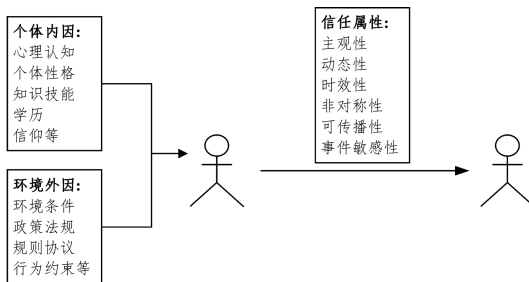 个体内因:
心理认知
个体性格
知识技能
学历
信仰等
环境外因:
环境条件
政策法规
规则协议
行为约束等
信任属性:
主观性
动态性
时效性
非对称性
可传播性
事件敏感性